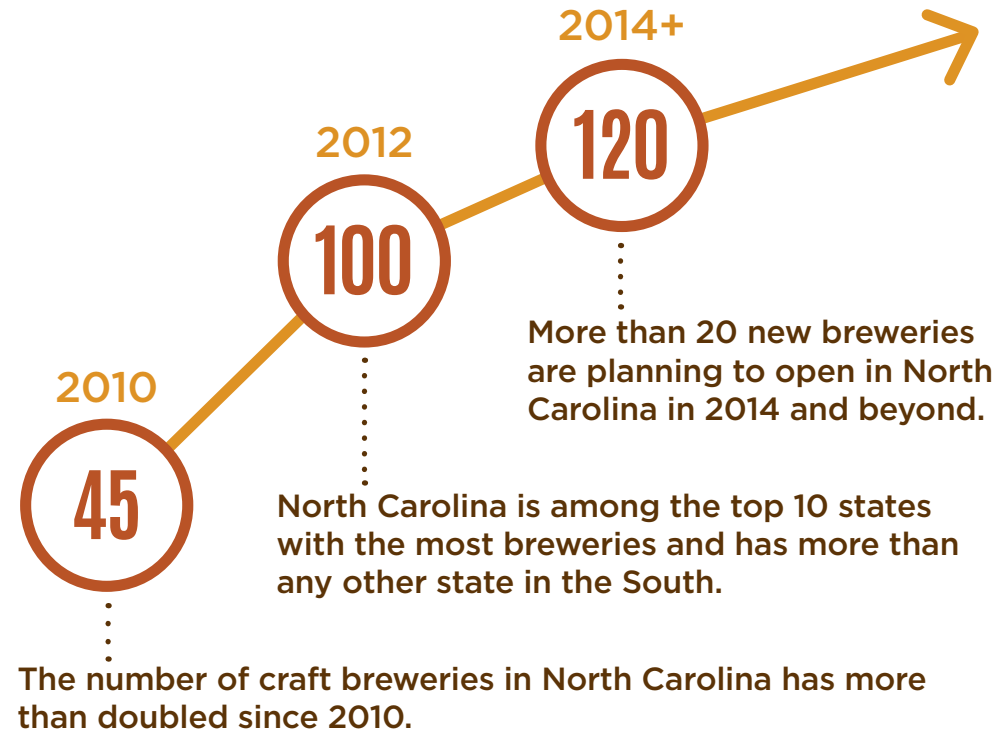 2014+
120
More than 20 new breweries
are planning to open in North
Carolina in 2014 and beyond.
2012
100
North Carolina is among the top 10 states
with the most breweries and has more than
any other state in the South.
2010
45
The number of craft breweries in North Carolina has more
than doubled since 2010.